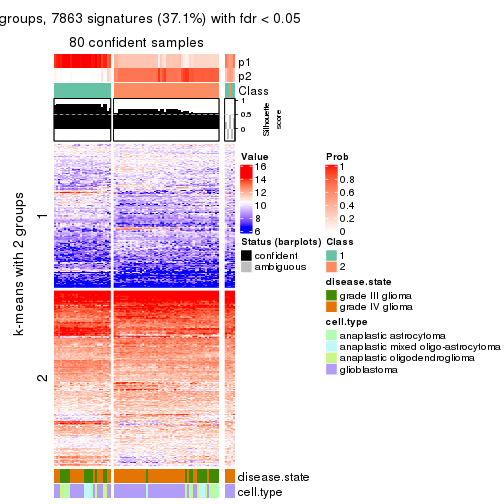 groups, 7863 signatures (37.1%) with fdr < 0.05
80 confident samples
p1
p2
Class
1
0.5
0
Silhouette
score
k-means with 2 groups
1
2
Value
16
14
12
10
8
6
Prob
1
0.8
0.6
0.4
0.2
0
Status (barplots)
confident
ambiguous
Class
1
2
disease.state
grade III glioma
grade IV glioma
cell.type
anaplastic astrocytoma
anaplastic mixed oligo-astrocytoma
anaplastic oligodendroglioma
glioblastoma
disease.state
cell.type